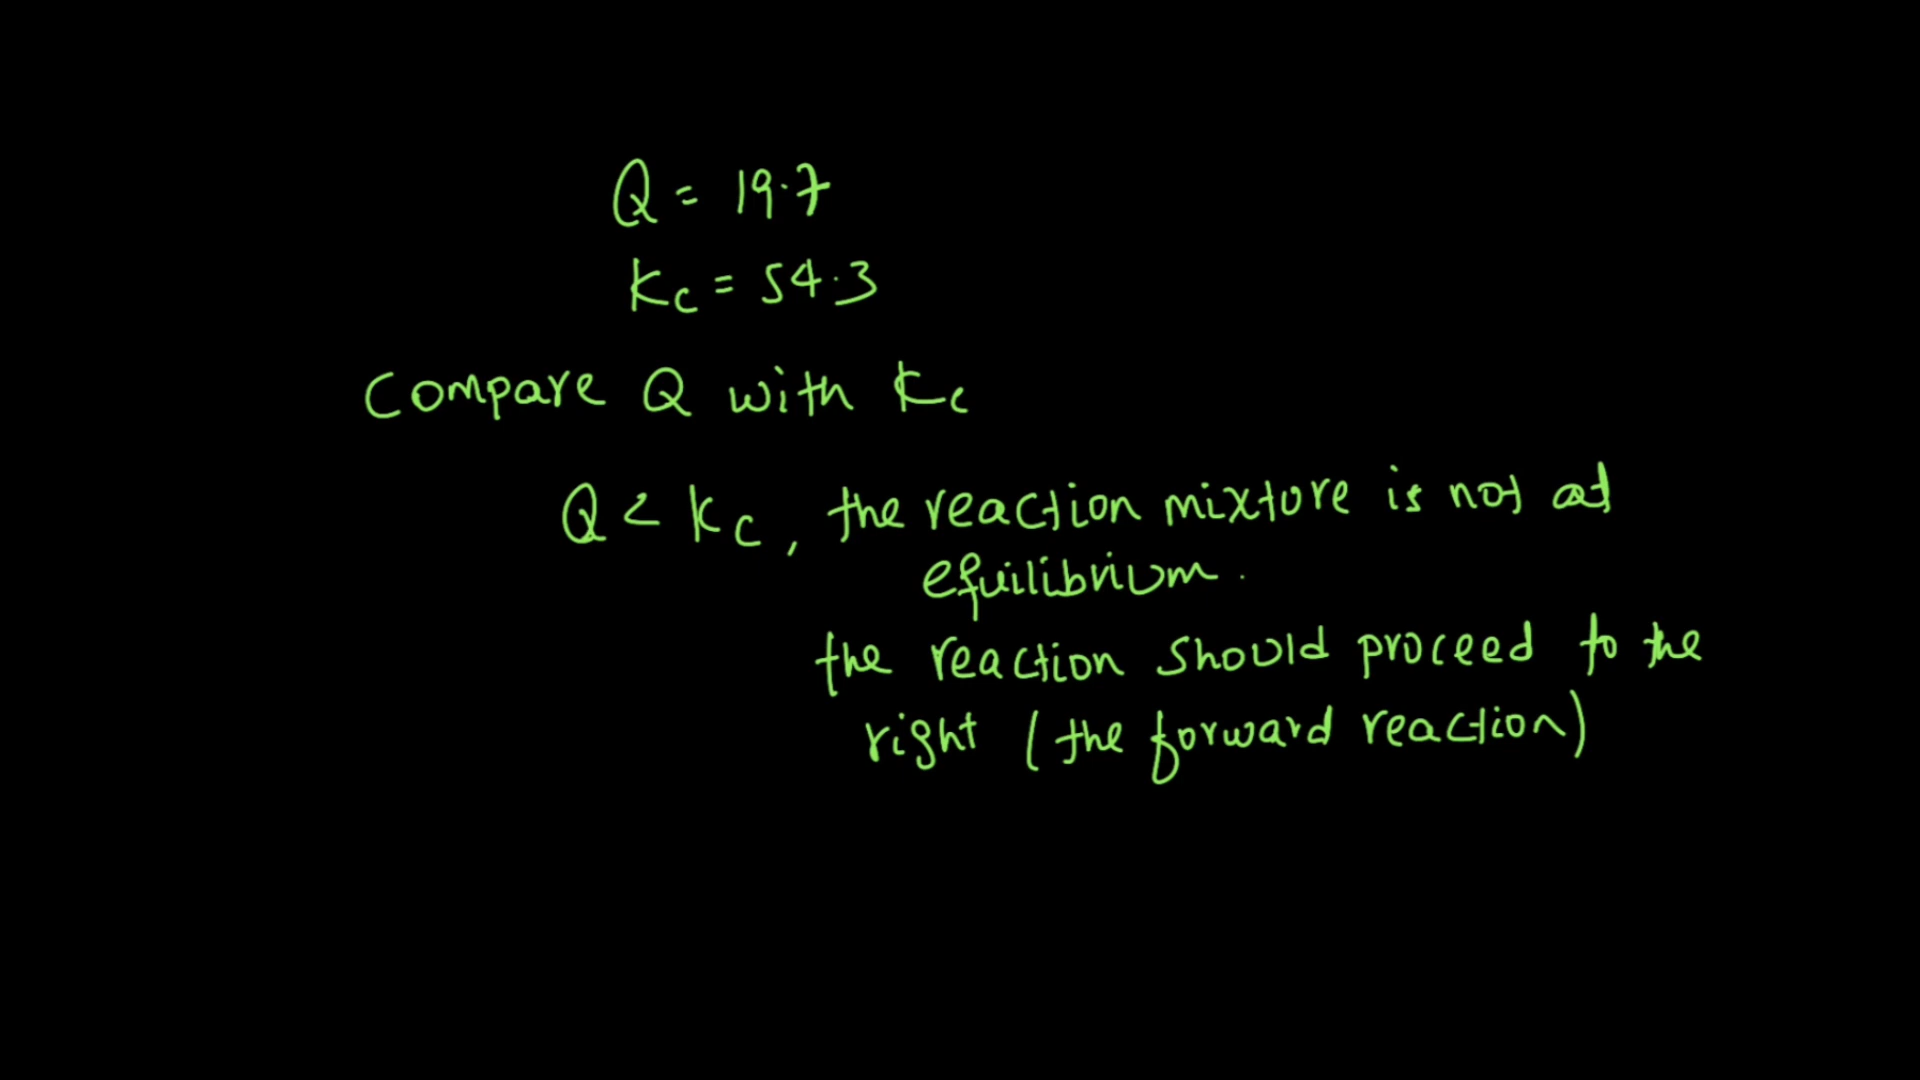 Q = 19.7
Kc = 54.3
Compare Q with Kc
Q < Kc, the reaction mixture is not at
equilibrium.
the reaction should proceed to the
right (the forward reaction)